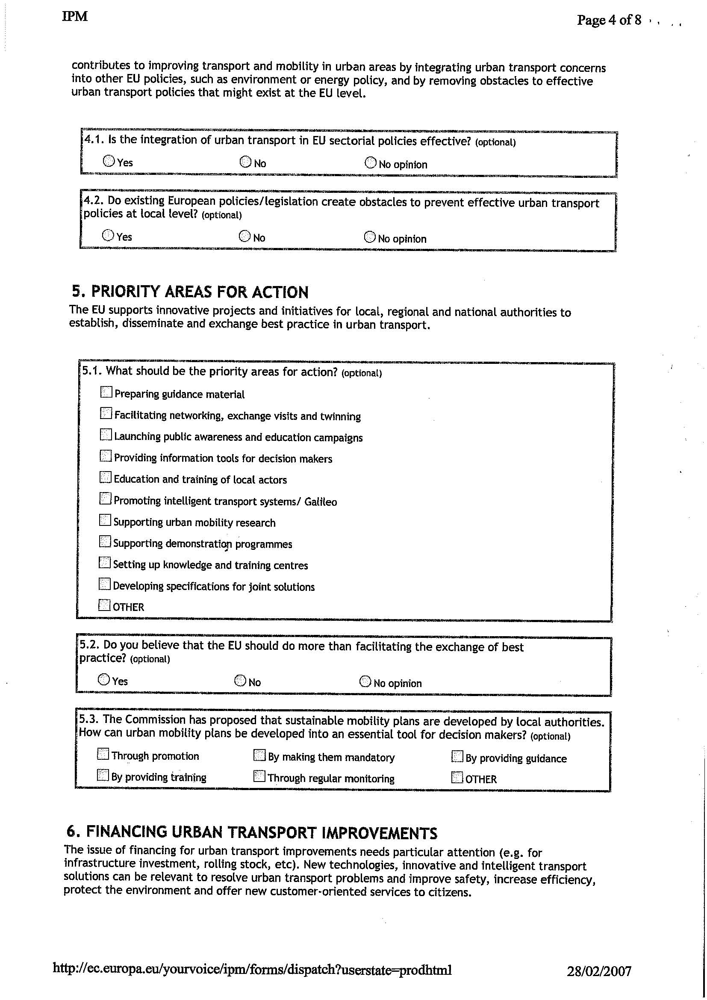 IPM
Page 4 of 8
contributes to improving transport and mobility in urban areas by integrating urban transport concerns
into other EU policies, such as environment or energy policy, and by removing obstacles to effective
urban transport policies that might exist at the EU level.
4.1. Is the integration of urban transport in EU sectorial policies effective? (optional)
Yes No No opinion
4.2. Do existing European policies/legislation create obstacles to prevent effective urban transport
policies at local level? (optional)
Yes No No opinion
5. PRIORITY AREAS FOR ACTION
The EU supports innovative projects and initiatives for local, regional and national authorities to
establish, disseminate and exchange best practice in urban transport.
5.1. What should be the priority areas for action? (optional)
Preparing guidance material
Facilitating networking, exchange visits and twinning
Launching public awareness and education campaigns
Providing information tools for decision makers
Education and training of local actors
Promoting intelligent transport systems/ Galileo
Supporting urban mobility research
Supporting demonstration programmes
Setting up knowledge and training centres
Developing specifications for joint solutions
OTHER
5.2. Do you believe that the EU should do more than facilitating the exchange of best
practice? (optional)
Yes No No opinion
5.3. The Commission has proposed that sustainable mobility plans are developed by local authorities.
How can urban mobility plans be developed into an essential tool for decision makers? (optional)
Through promotion By making them mandatory By providing guidance
By providing training Through regular monitoring OTHER
6. FINANCING URBAN TRANSPORT IMPROVEMENTS
The issue of financing for urban transport improvements needs particular attention (e.g. for
infrastructure investment, rolling stock, etc). New technologies, innovative and intelligent transport
solutions can be relevant to resolve urban transport problems and improve safety, increase efficiency,
protect the environment and offer new customer-oriented services to citizens.
http://ec.europa.eu/yourvoice/ipm/forms/dispatch?userstate=prodhtml
28/02/2007